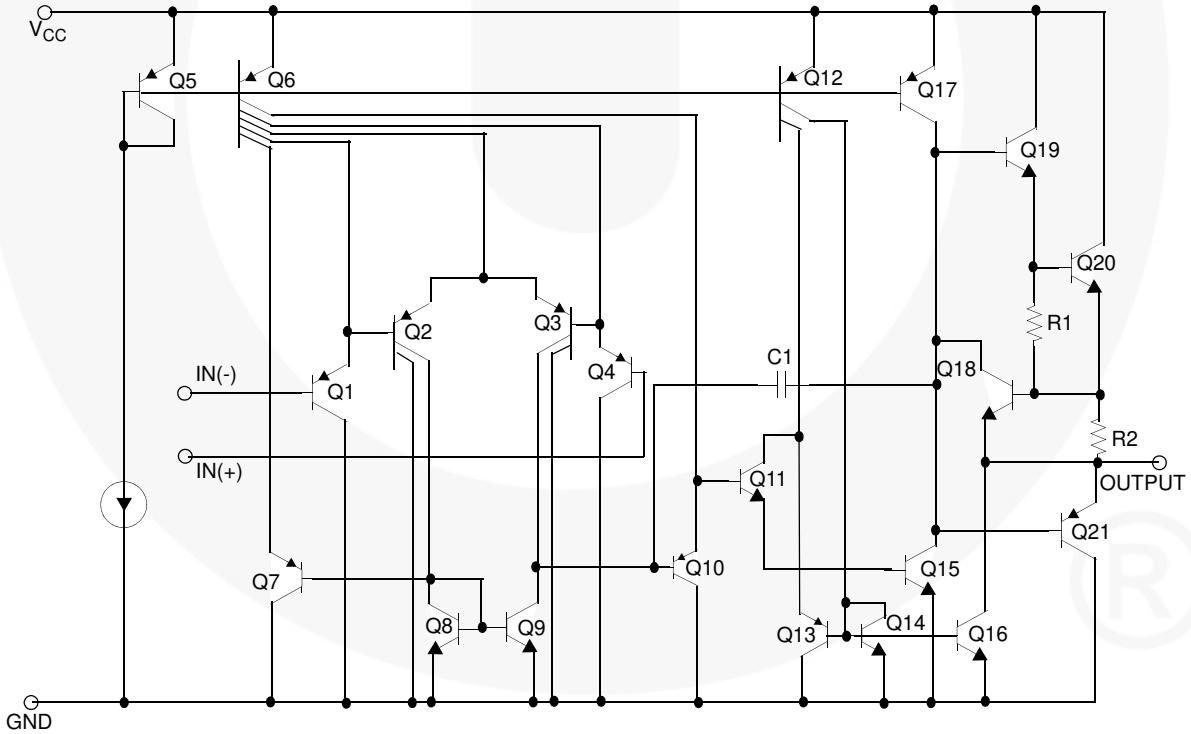 VCC
Q5
Q6
Q12
Q17
Q19
Q20
Q2
Q3
R1
IN(-)
Q1
Q4
C1
Q18
R2
IN(+)
Q11
OUTPUT
Q21
Q7
Q10
Q15
Q8
Q9
Q13
Q14
Q16
GND
®